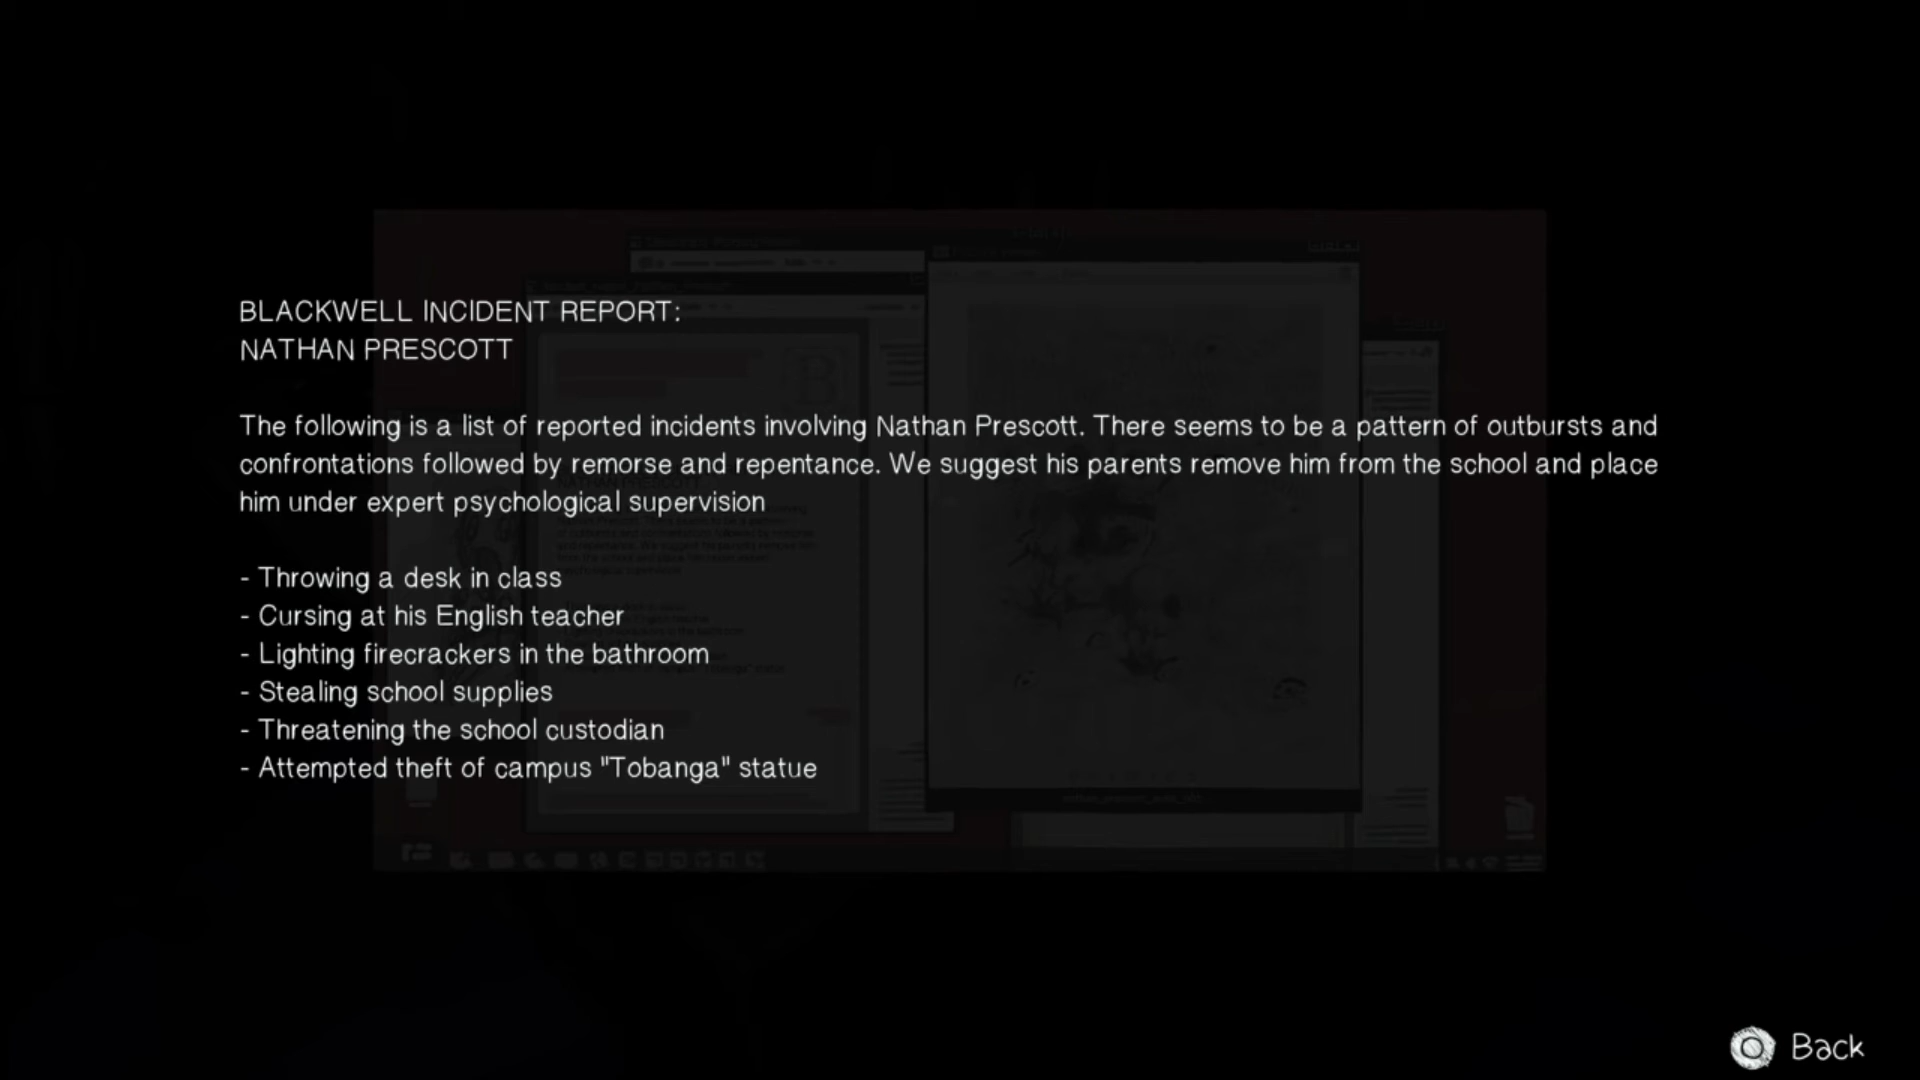 BLACKWELL INCIDENT REPORT:
NATHAN PRESCOTT
The following is a list of reported incidents involving Nathan Prescott. There seems to be a pattern of outbursts and
confrontations followed by remorse and repentance. We suggest his parents remove him from the school and place
him under expert psychological supervision
- Throwing a desk in class
- Cursing at his English teacher
- Lighting firecrackers in the bathroom
- Stealing school supplies
- Threatening the school custodian
- Attempted theft of campus "Tobanga" statue
Back